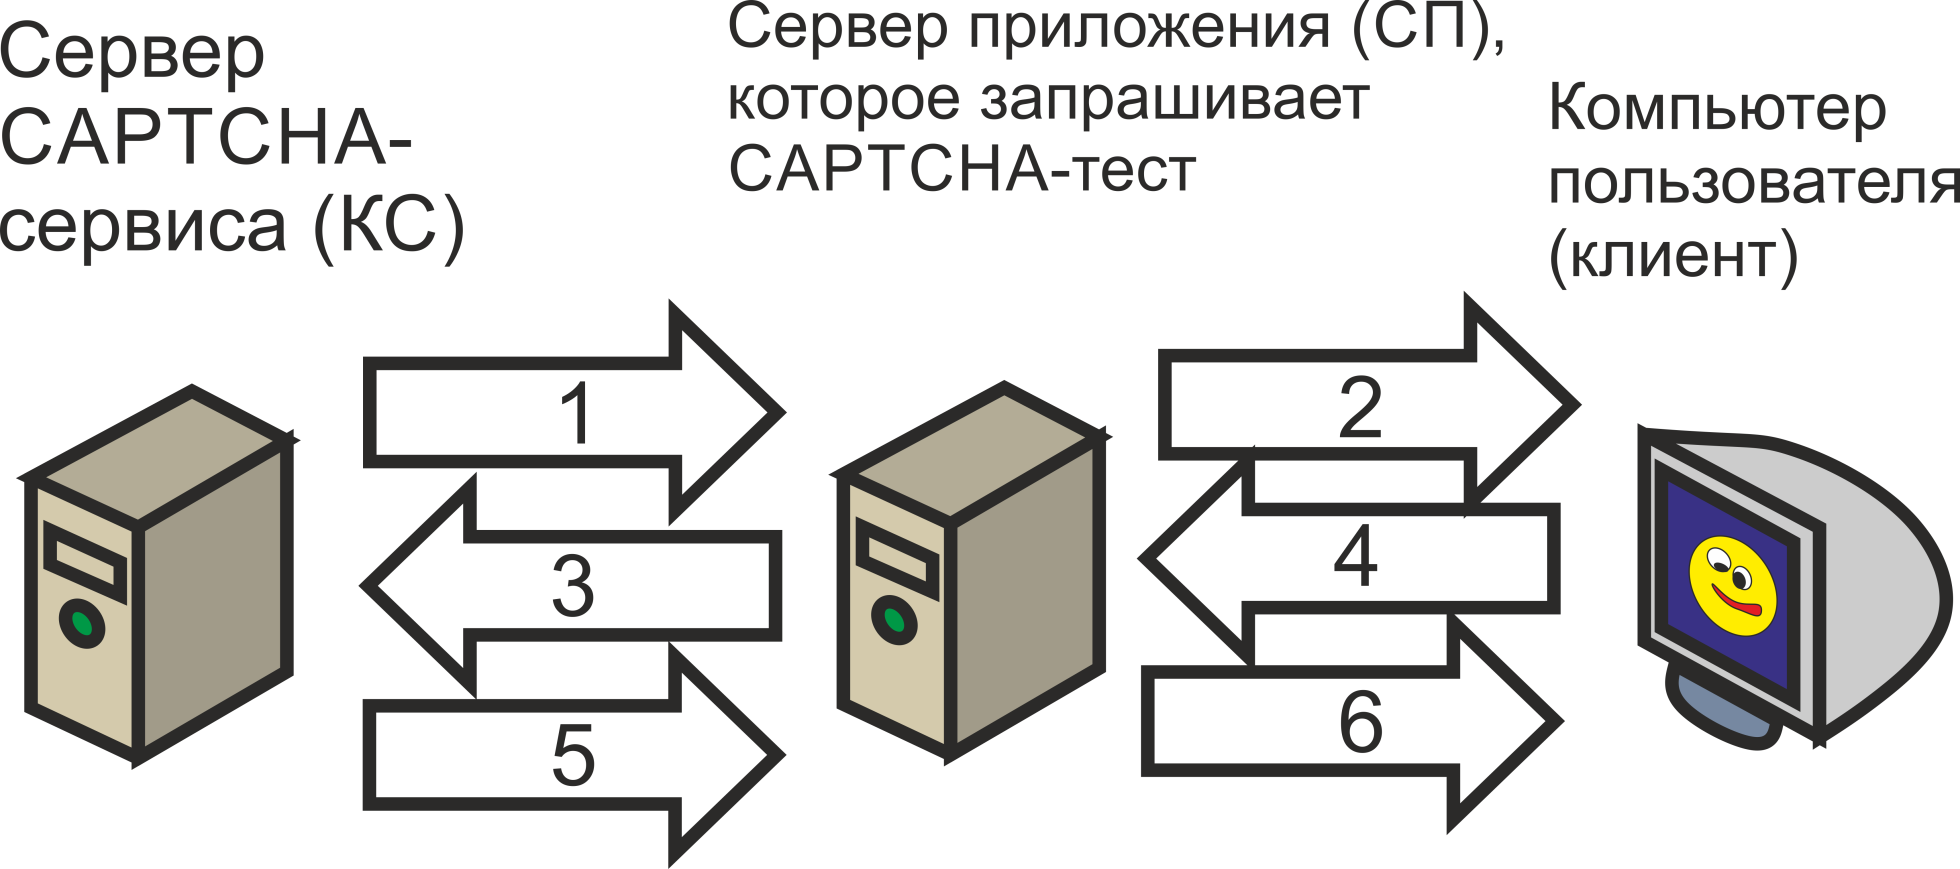 Сервер
CAPTCHA-
сервиса (КС)
Сервер приложения (СП),
которое запрашивает
CAPTCHA-тест
Компьютер
пользователя
(клиент)
1
2
3
4
5
6